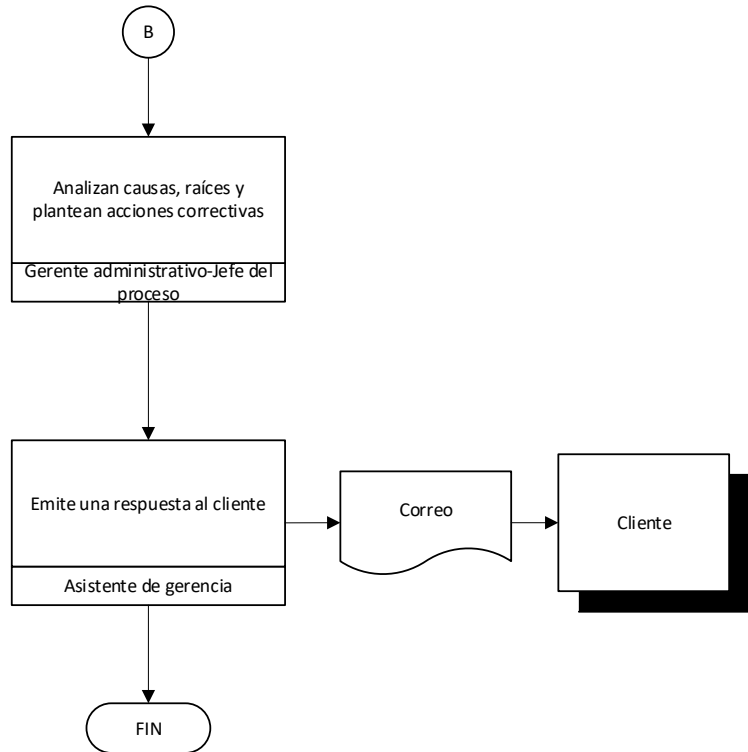 B
Analizan causas, raíces y
plantean acciones correctivas
Gerente administrativo-Jefe del
proceso
Emite una respuesta al cliente
Asistente de gerencia
Correo
Cliente
FIN